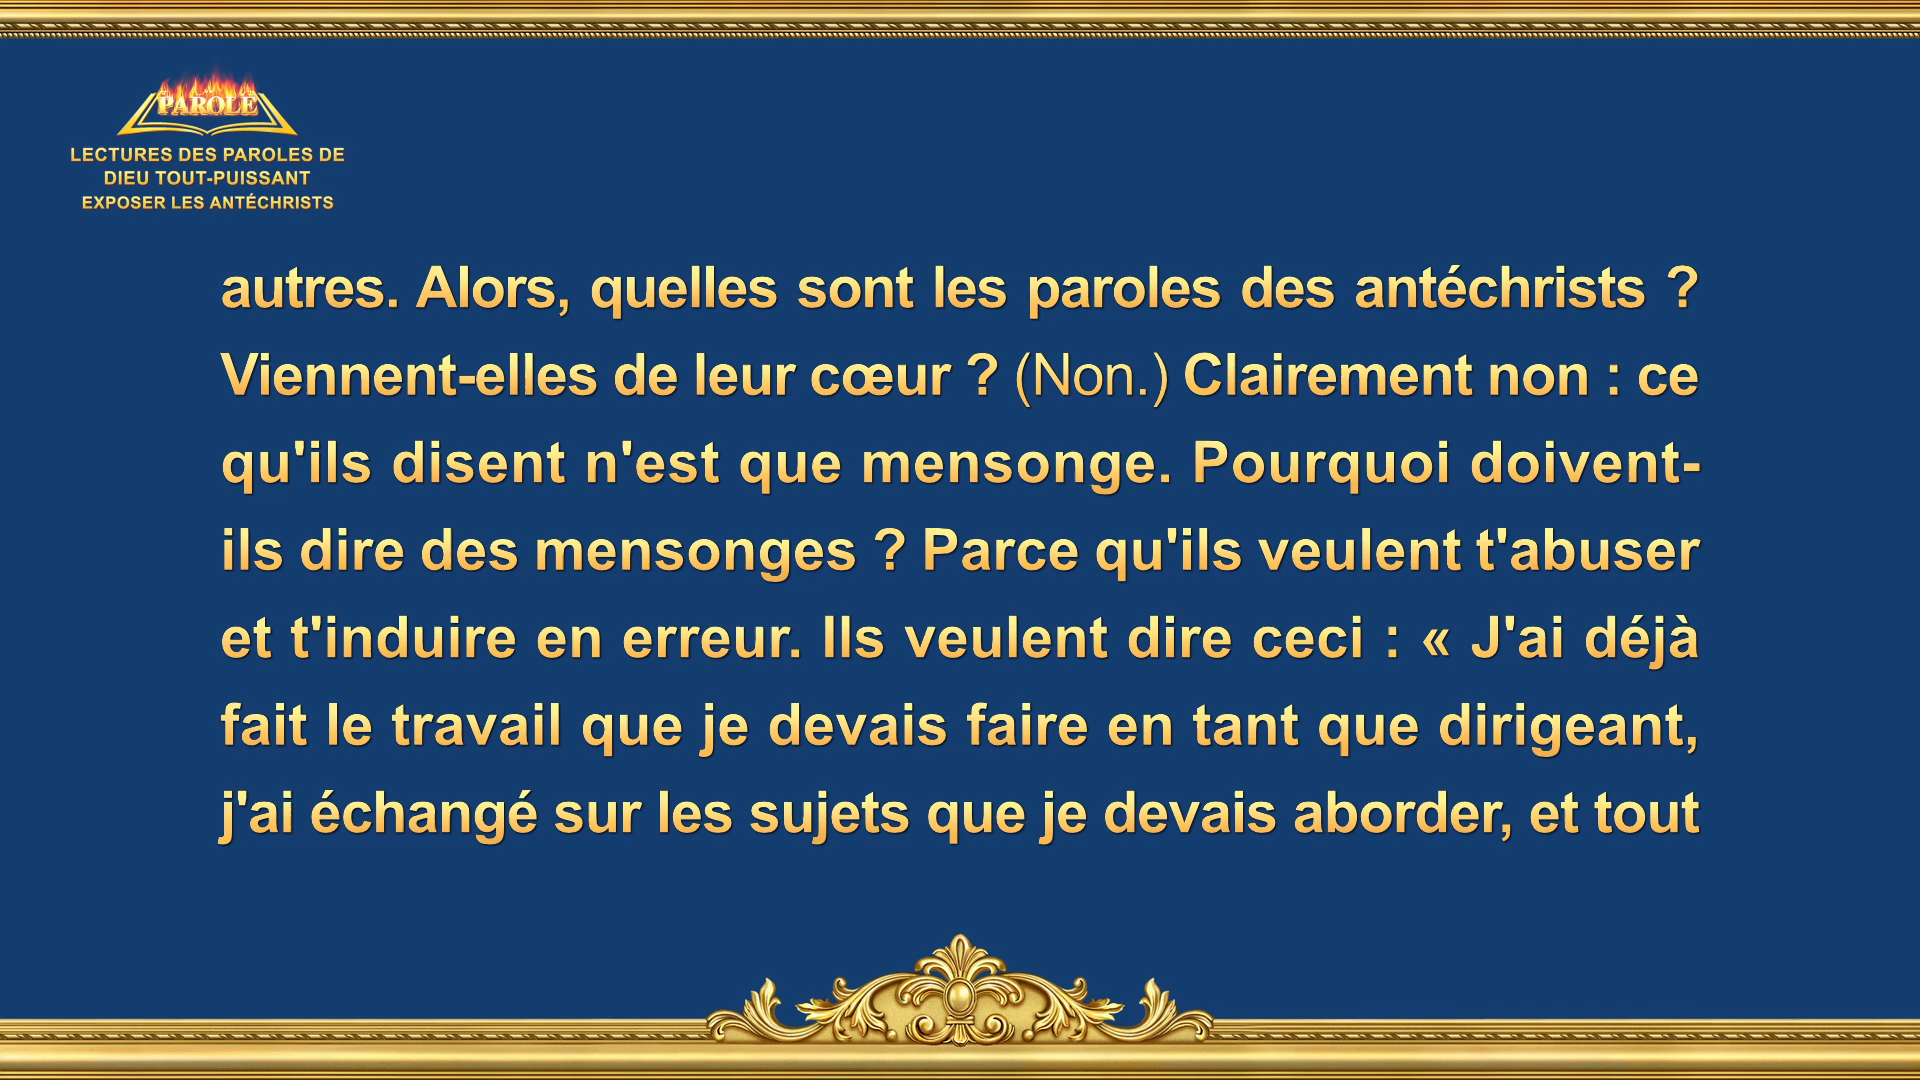 PAROLE
LECTURES DES PAROLES DE
DIEU TOUT-PUISSANT
EXPOSER LES ANTÉCHRISTS
autres. Alors, quelles sont les paroles des antéchrists ?
Viennent-elles de leur cœur ? (Non.) Clairement non : ce
qu'ils disent n'est que mensonge. Pourquoi doivent-
ils dire des mensonges ? Parce qu'ils veulent t'abuser
et t'induire en erreur. Ils veulent dire ceci : « J'ai déjà
fait le travail que je devais faire en tant que dirigeant,
j'ai échangé sur les sujets que je devais aborder, et tout